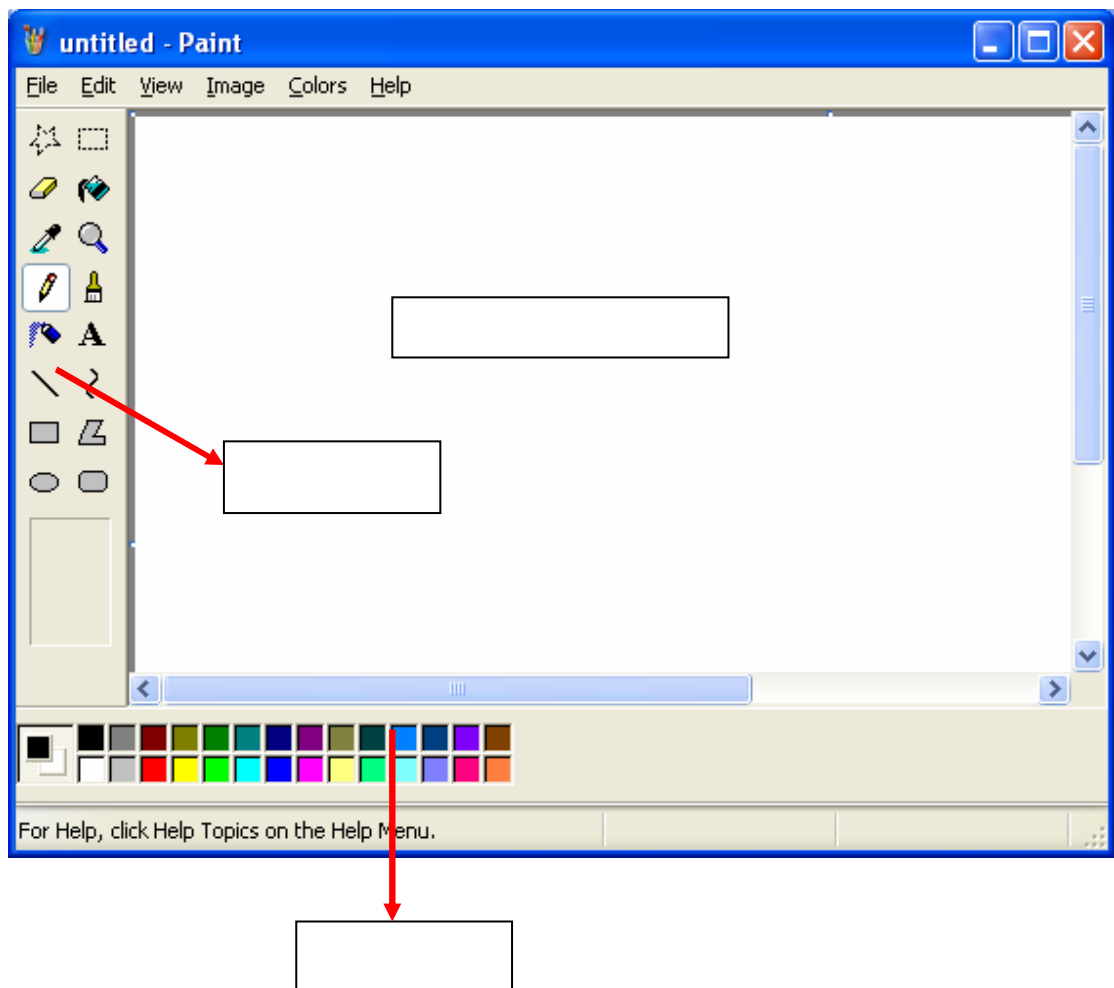 untitled - Paint
File Edit View Image Colors Help
A
For Help, click Help Topics on the Help Menu.